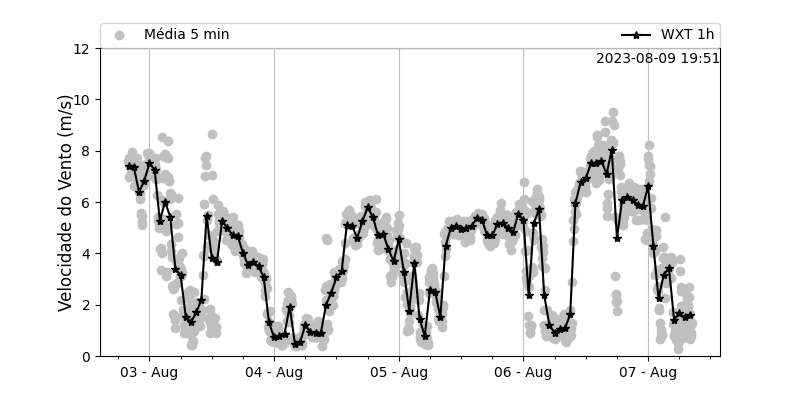 Média 5 min
WXT 1h
2023-08-09 19:51
Velocidade do Vento (m/s)
12
10
8
6
4
2
0
03 - Aug
04 - Aug
05 - Aug
06 - Aug
07 - Aug